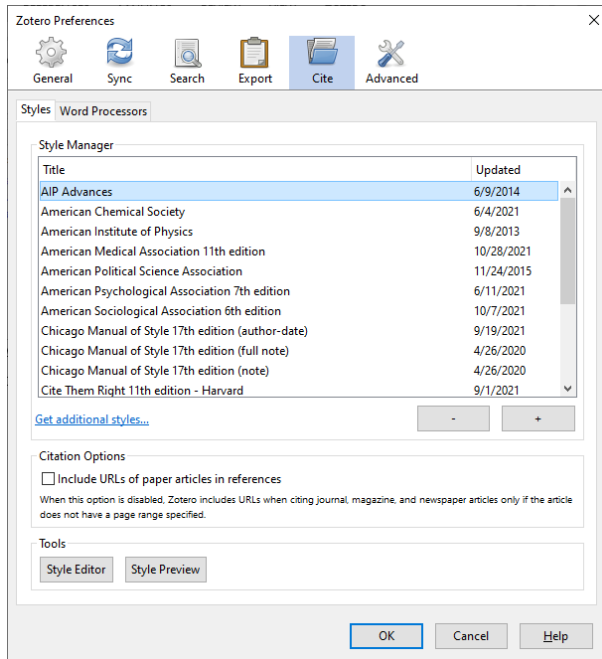 Zotero Preferences
General Sync Search Export Cite Advanced
Styles Word Processors
Style Manager
Title Updated
AIP Advances 6/9/2014
American Chemical Society 6/4/2021
American Institute of Physics 9/8/2013
American Medical Association 11th edition 10/28/2021
American Political Science Association 11/24/2015
American Psychological Association 7th edition 6/11/2021
American Sociological Association 6th edition 10/7/2021
Chicago Manual of Style 17th edition (author-date) 9/19/2021
Chicago Manual of Style 17th edition (full note) 4/26/2020
Chicago Manual of Style 17th edition (note) 4/26/2020
Cite Them Right 11th edition - Harvard 9/1/2021
Get additional styles... - +
Citation Options
Include URLs of paper articles in references
When this option is disabled, Zotero includes URLs when citing journal, magazine, and newspaper articles only if the article
does not have a page range specified.
Tools
Style Editor Style Preview
OK Cancel Help